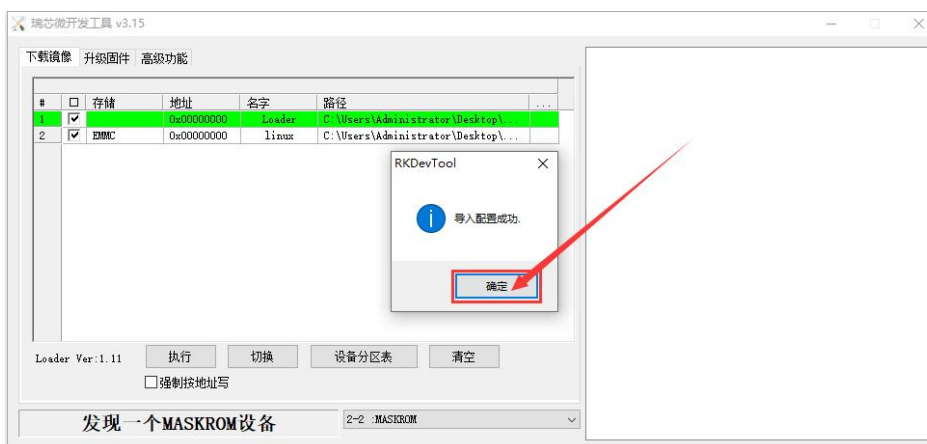 瑞芯微开发工具 v3.15
下载镜像 升级固件 高级功能
# 存储 地址 名字 路径 ...
1 0x00000000 Loader C:\Users\Administrator\Desktop\...
2 EMMC 0x00000000 linux C:\Users\Administrator\Desktop\...
RKDevTool
导入配置成功.
确定
Loader Ver:1.11 执行 切换 设备分区表 清空
强制按地址写
发现一个MASKROM设备 2-2 :MASKROM